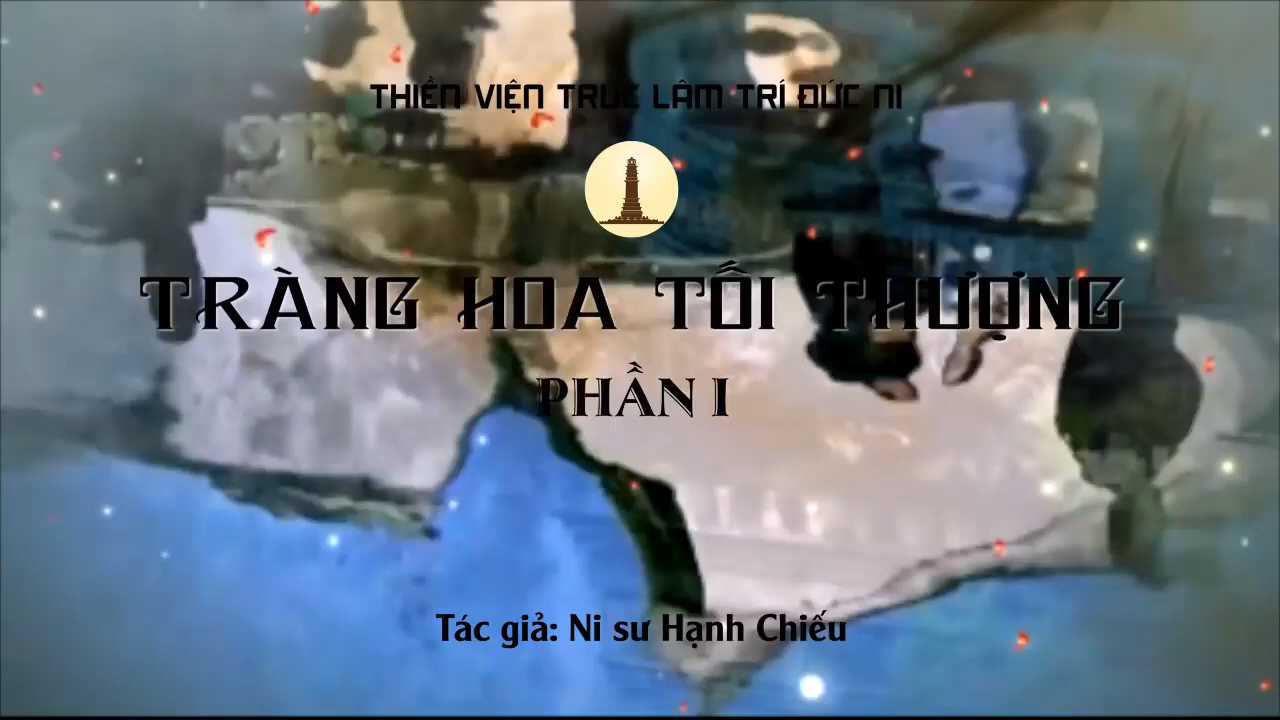 THIỀN VIỆN TRÚC LÂM TRÍ ĐỨC NI
TRÀNG HOA TỐI THƯỢNG
PHẦN I
Tác giả: Ni sư Hạnh Chiếu